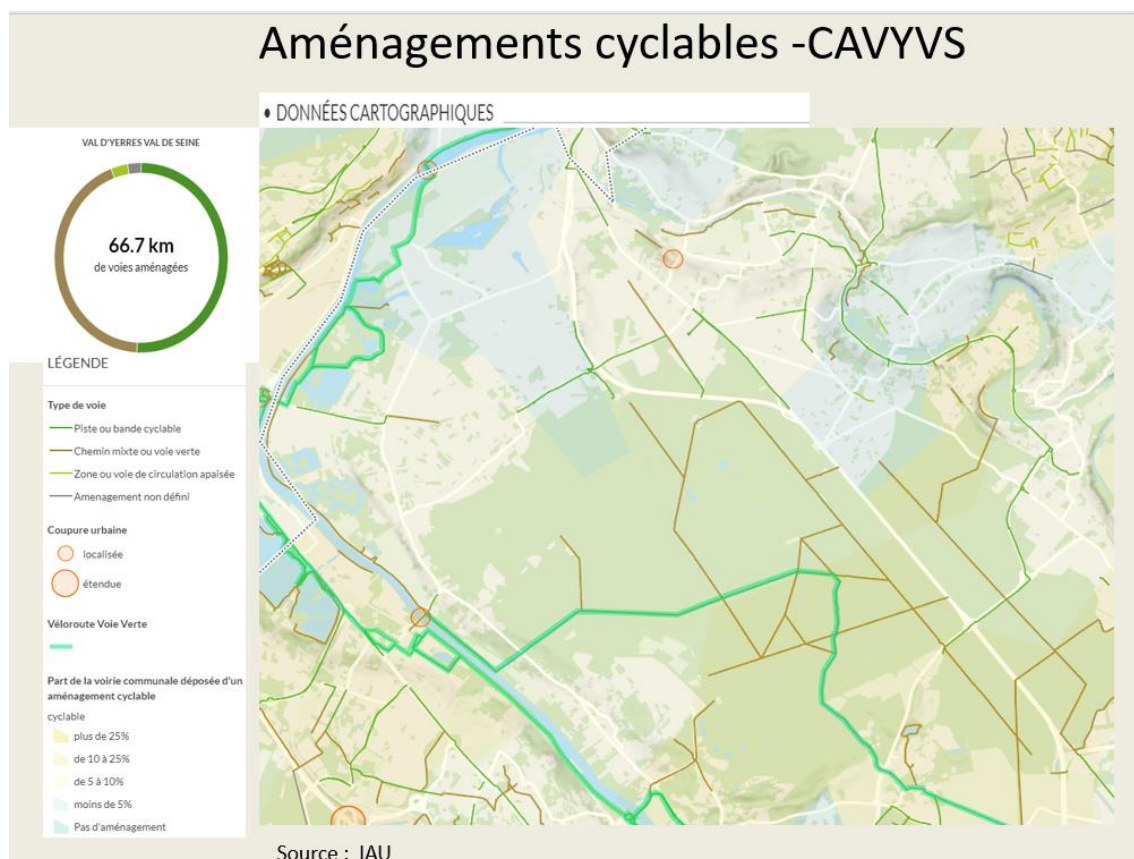 Aménagements cyclables -CAVYVS
• DONNÉES CARTOGRAPHIQUES
VAL D'YERRES VAL DE SEINE
66.7 km
de voies aménagées
LÉGENDE
Type de voie
Piste ou bande cyclable
Chemin mixte ou voie verte
Zone ou voie de circulation apaisée
Amenagement non défini
Coupure urbaine
localisée
étendue
Véloroute Voie Verte
Part de la voirie communale déposée d'un
aménagement cyclable
cyclable
plus de 25%
de 10 à 25%
de 5 à 10%
moins de 5%
Pas d'aménagement
Source : IAU